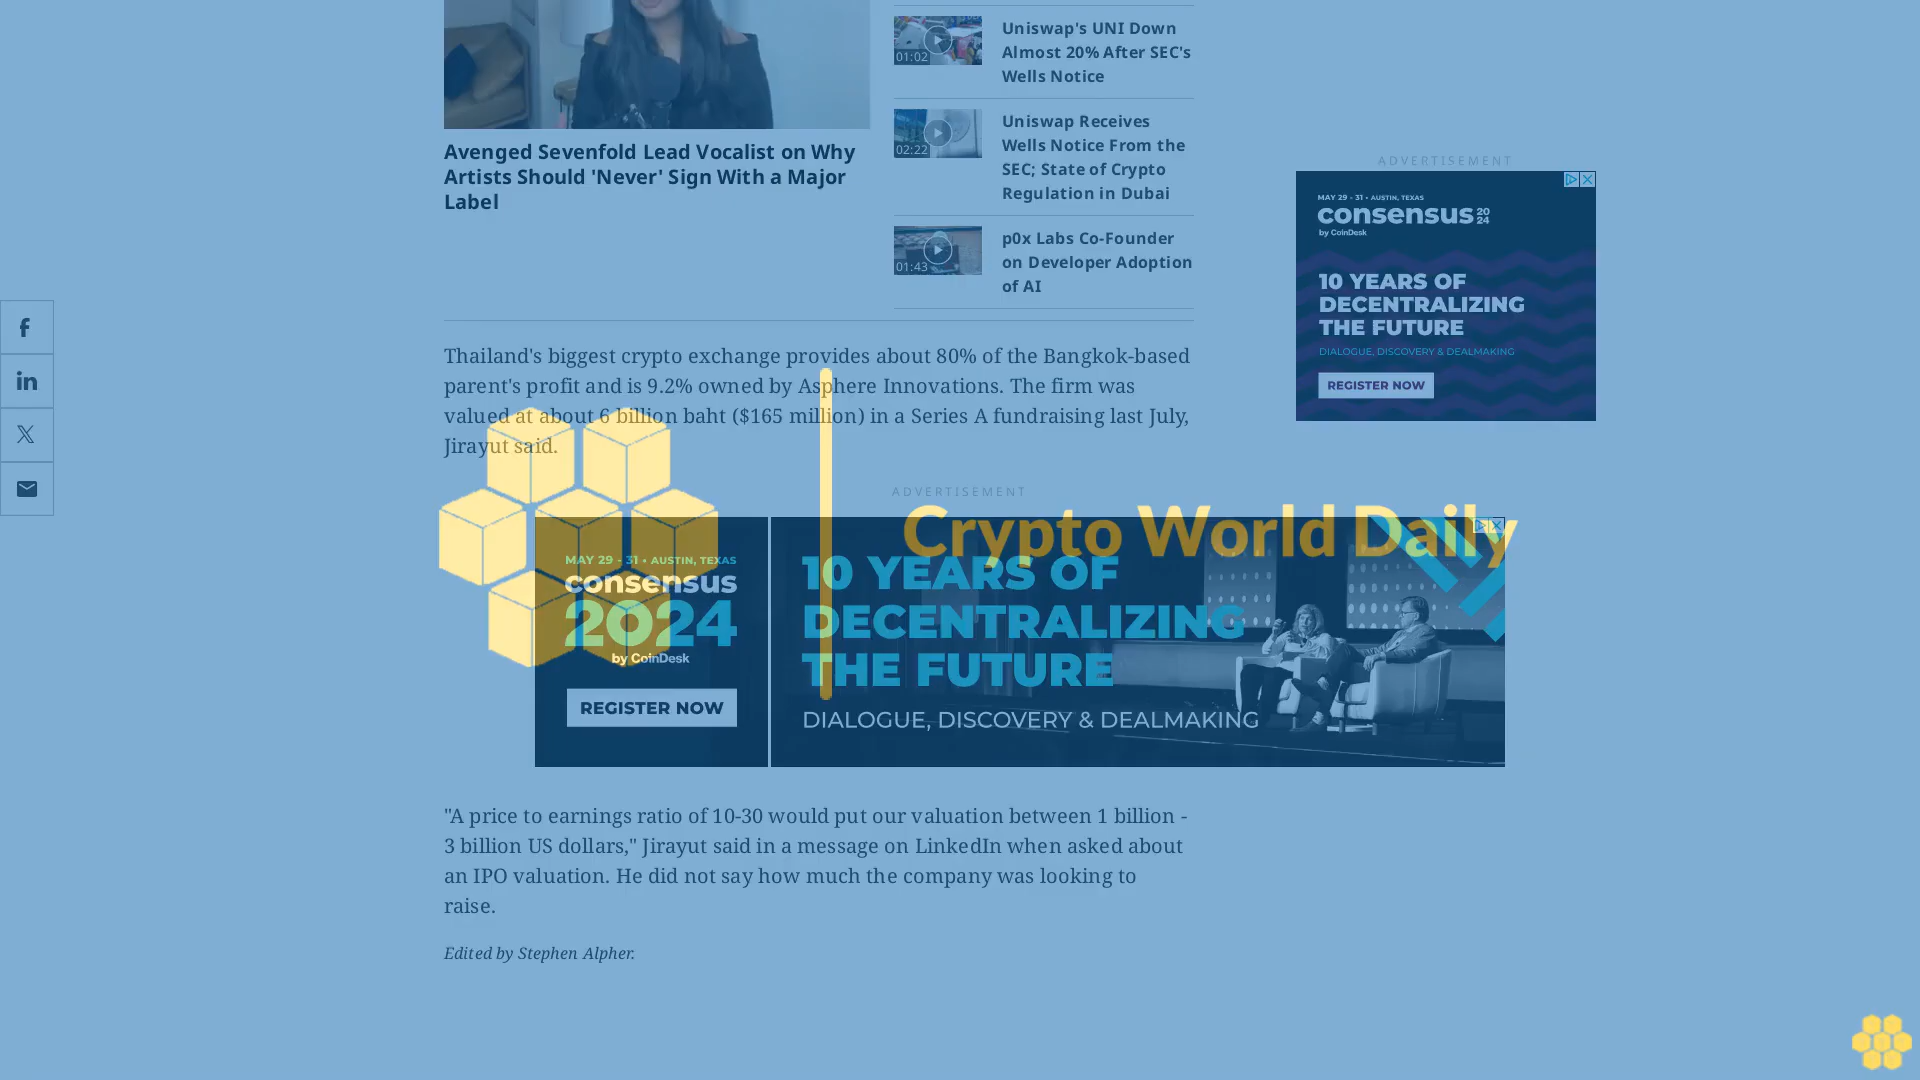 01:02
Uniswap's UNI Down
Almost 20% After SEC's
Wells Notice
02:22
Uniswap Receives
Wells Notice From the
SEC; State of Crypto
Regulation in Dubai
Avenged Sevenfold Lead Vocalist on Why
Artists Should 'Never' Sign With a Major
Label
01:43
p0x Labs Co-Founder
on Developer Adoption
of AI
ADVERTISEMENT
MAY 29 - 31 • AUSTIN, TEXAS
consensus 2024
by CoinDesk
10 YEARS OF
DECENTRALIZING
THE FUTURE
DIALOGUE, DISCOVERY & DEALMAKING
REGISTER NOW
Thailand's biggest crypto exchange provides about 80% of the Bangkok-based
parent's profit and is 9.2% owned by Asphere Innovations. The firm was
valued at about 6 billion baht ($165 million) in a Series A fundraising last July,
Jirayut said.
ADVERTISEMENT
Crypto World Daily
MAY 29 - 31 • AUSTIN, TEXAS
consensus
2024
by CoinDesk
REGISTER NOW
10 YEARS OF
DECENTRALIZING
THE FUTURE
DIALOGUE, DISCOVERY & DEALMAKING
"A price to earnings ratio of 10-30 would put our valuation between 1 billion -
3 billion US dollars," Jirayut said in a message on LinkedIn when asked about
an IPO valuation. He did not say how much the company was looking to
raise.
Edited by Stephen Alpher.